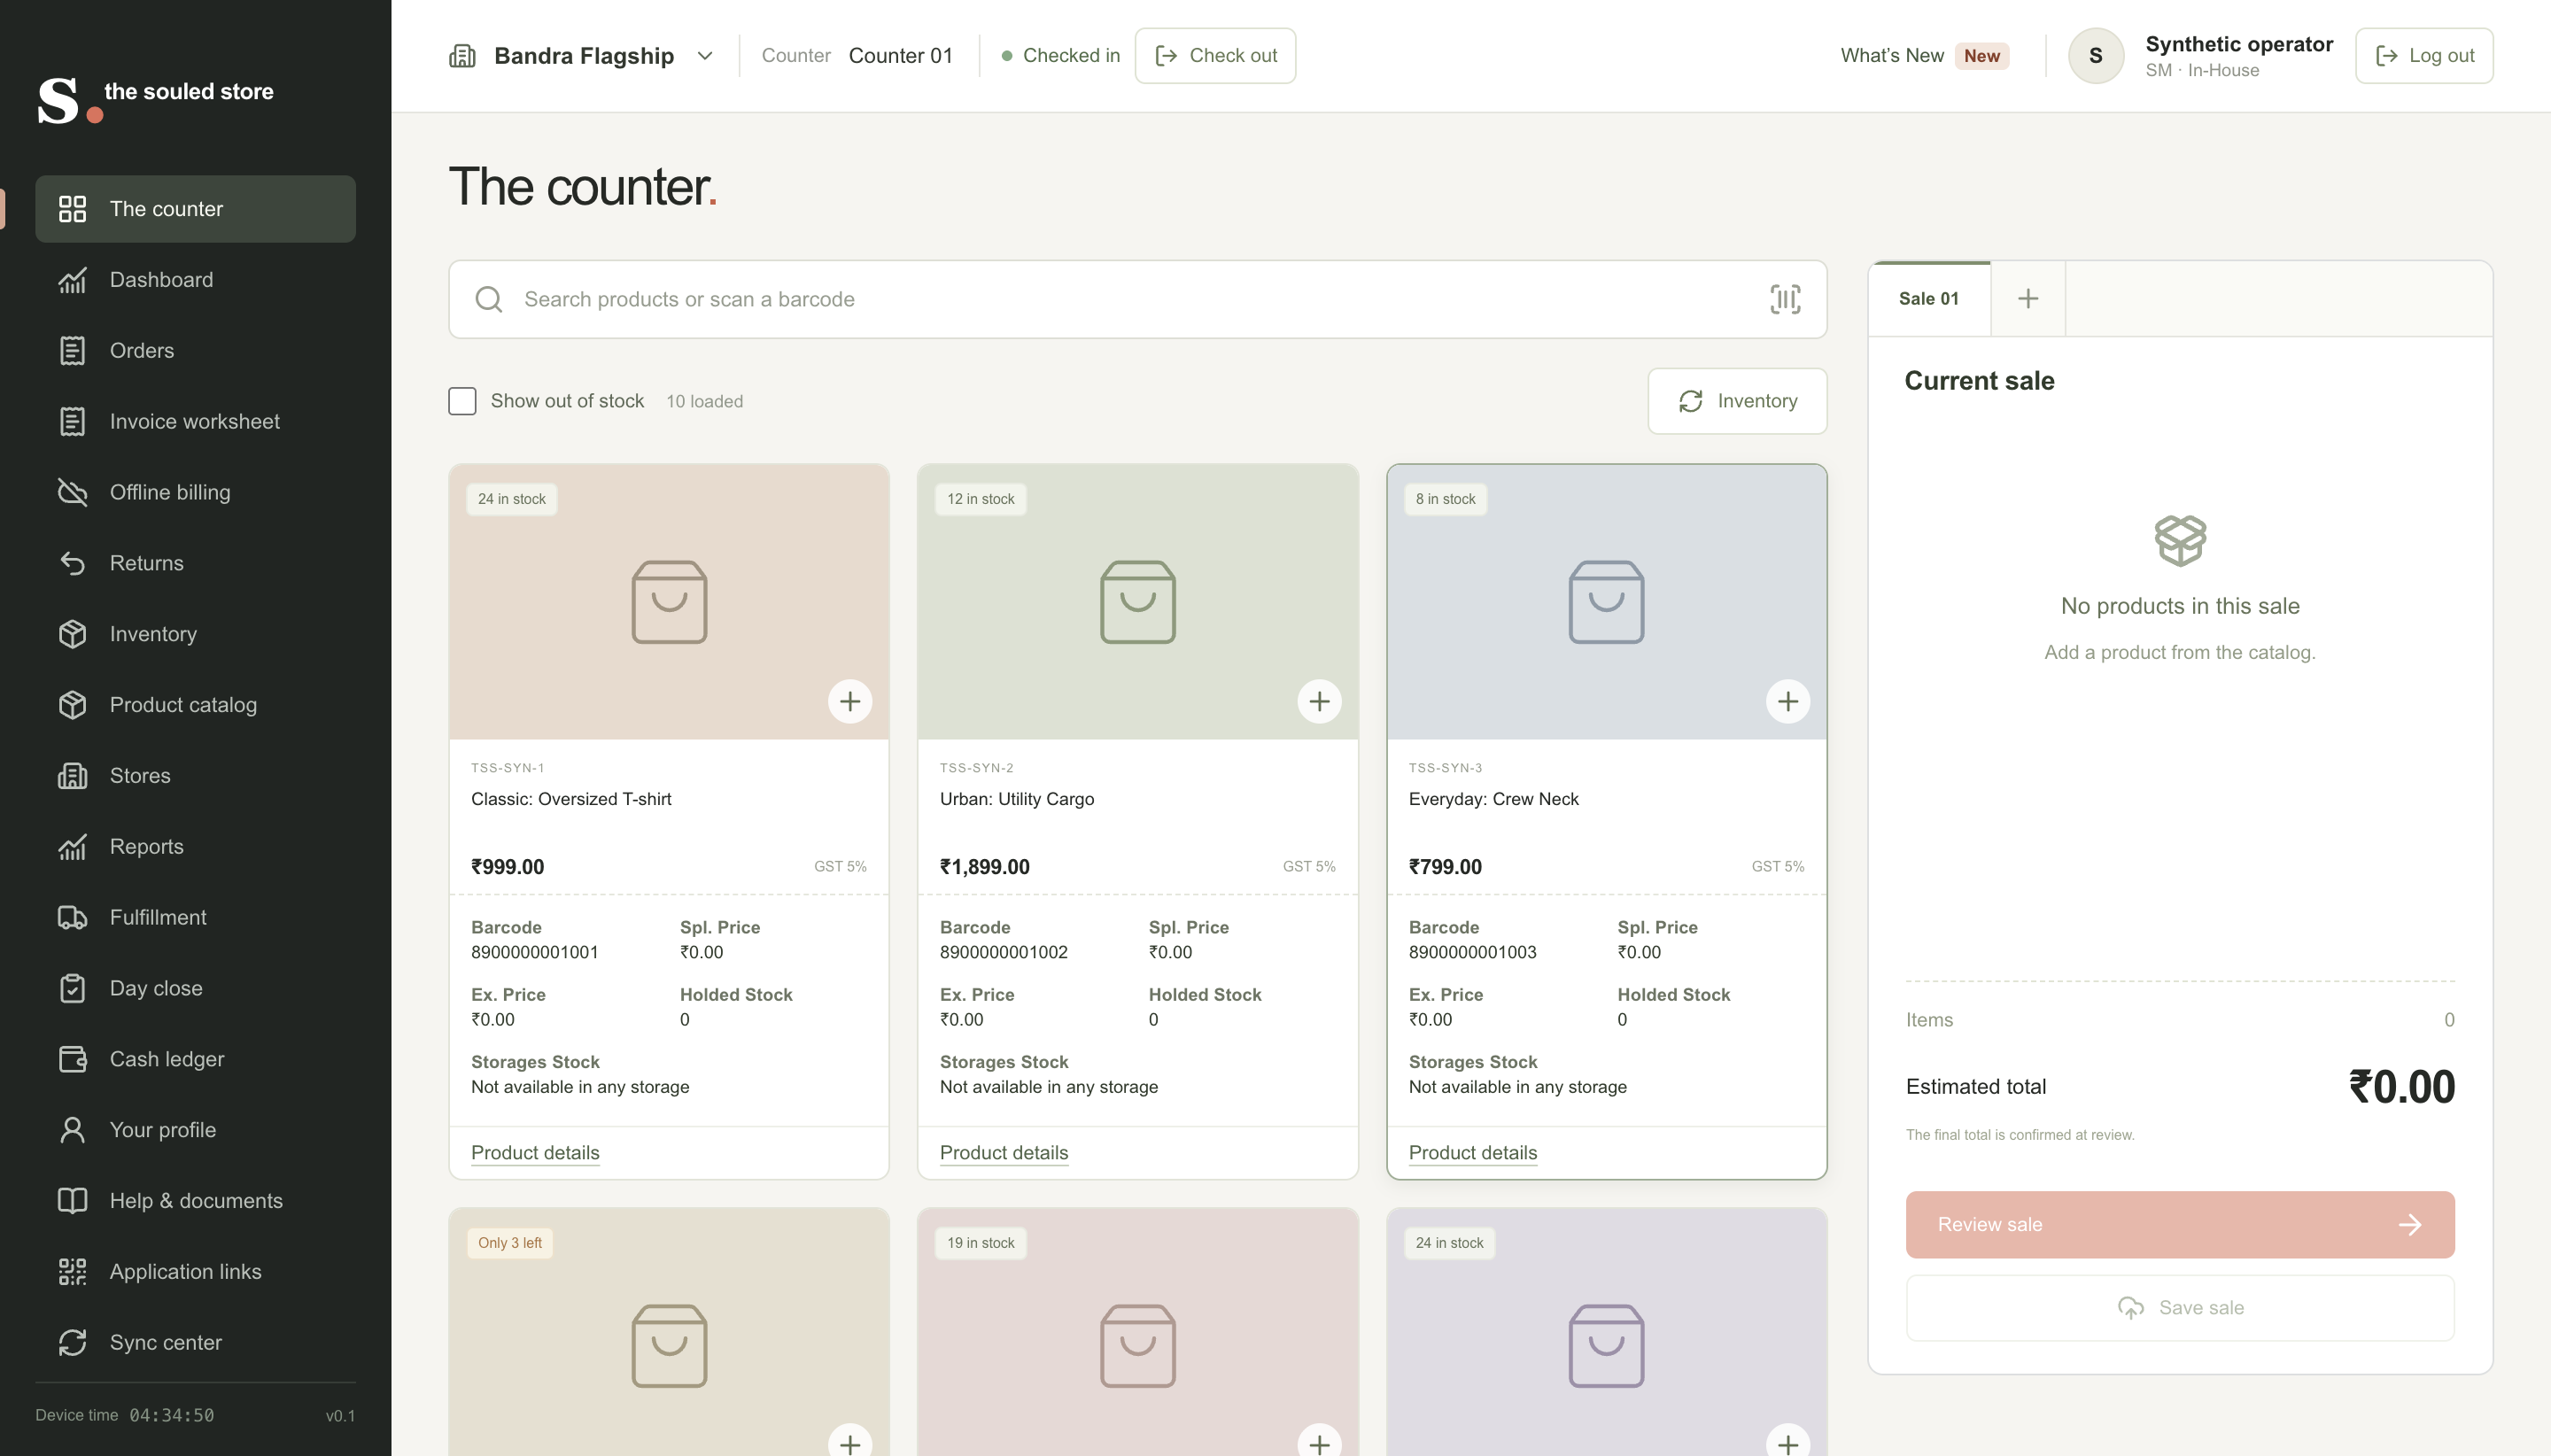 S.
the souled store
The counter
Dashboard
Orders
Invoice worksheet
Offline billing
Returns
Inventory
Product catalog
Stores
Reports
Fulfillment
Day close
Cash ledger
Your profile
Help & documents
Application links
Sync center
Device time 04:34:50 v0.1
Bandra Flagship
Counter Counter 01
Checked in
Check out
What's New New
S
Synthetic operator
SM · In-House
Log out
The counter.
Search products or scan a barcode
Show out of stock 10 loaded
Inventory
24 in stock
TSS-SYN-1
Classic: Oversized T-shirt
₹999.00 GST 5%
Barcode Spl. Price
8900000001001 ₹0.00
Ex. Price Holded Stock
₹0.00 0
Storages Stock
Not available in any storage
Product details
12 in stock
TSS-SYN-2
Urban: Utility Cargo
₹1,899.00 GST 5%
Barcode Spl. Price
8900000001002 ₹0.00
Ex. Price Holded Stock
₹0.00 0
Storages Stock
Not available in any storage
Product details
8 in stock
TSS-SYN-3
Everyday: Crew Neck
₹799.00 GST 5%
Barcode Spl. Price
8900000001003 ₹0.00
Ex. Price Holded Stock
₹0.00 0
Storages Stock
Not available in any storage
Product details
Only 3 left
19 in stock
24 in stock
Sale 01
Current sale
No products in this sale
Add a product from the catalog.
Items 0
Estimated total ₹0.00
The final total is confirmed at review.
Review sale
Save sale